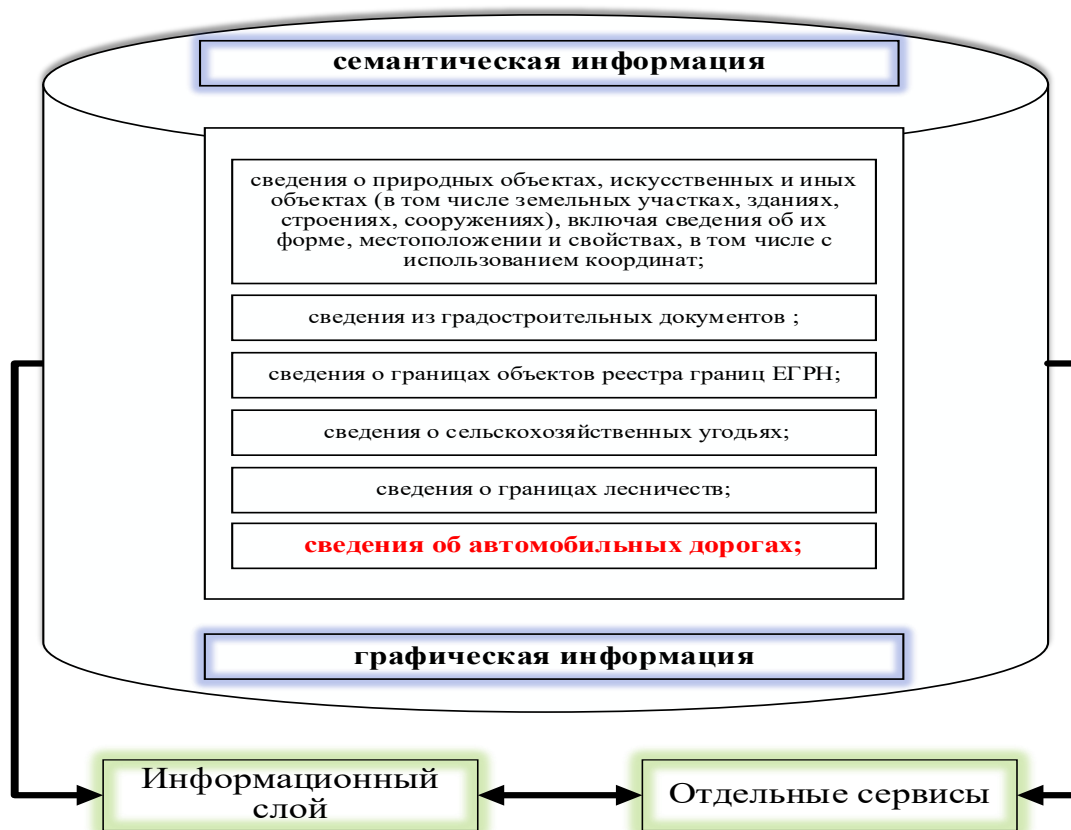 семантическая информация
сведения о природных объектах, искусственных и иных
объектах (в том числе земельных участках, зданиях,
строениях, сооружениях), включая сведения об их
форме, местоположении и свойствах, в том числе с
использованием координат;
сведения из градостроительных документов ;
сведения о границах объектов реестра границ ЕГРН;
сведения о сельскохозяйственных угодьях;
сведения о границах лесничеств;
сведения об автомобильных дорогах;
графическая информация
Информационный
слой
Отдельные сервисы